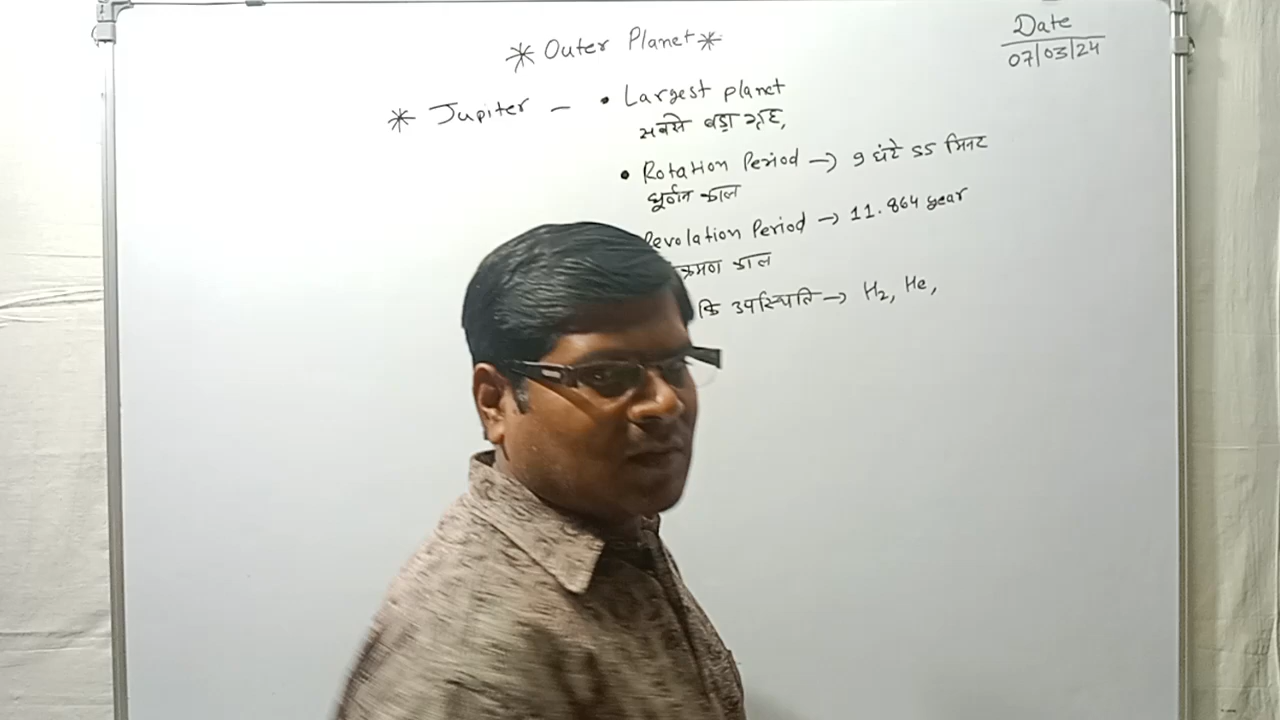 * Outer Planet *
Date
07/03/24
* Jupiter - • Largest planet
सबसे बड़ा ग्रह,
• Rotation Period → 9 घंटे 55 मिनट
घूर्णन काल
Revolation Period → 11.864 year
क्रमण काल
कि उपस्थिति → H₂, He,